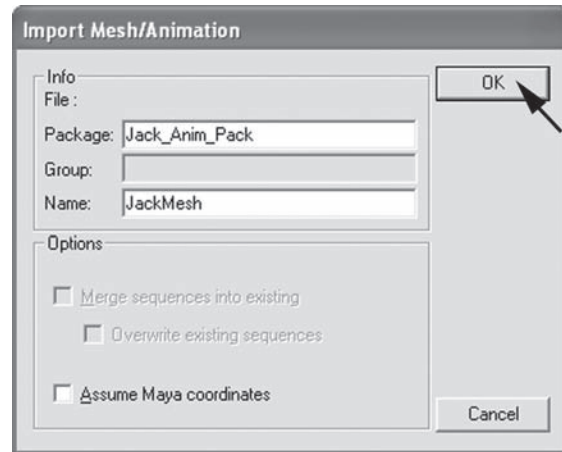 Import Mesh/Animation
Info
File :
Package: Jack_Anim_Pack
Group:
Name: JackMesh
OK
Options
Merge sequences into existing
Overwrite existing sequences
Assume Maya coordinates
Cancel